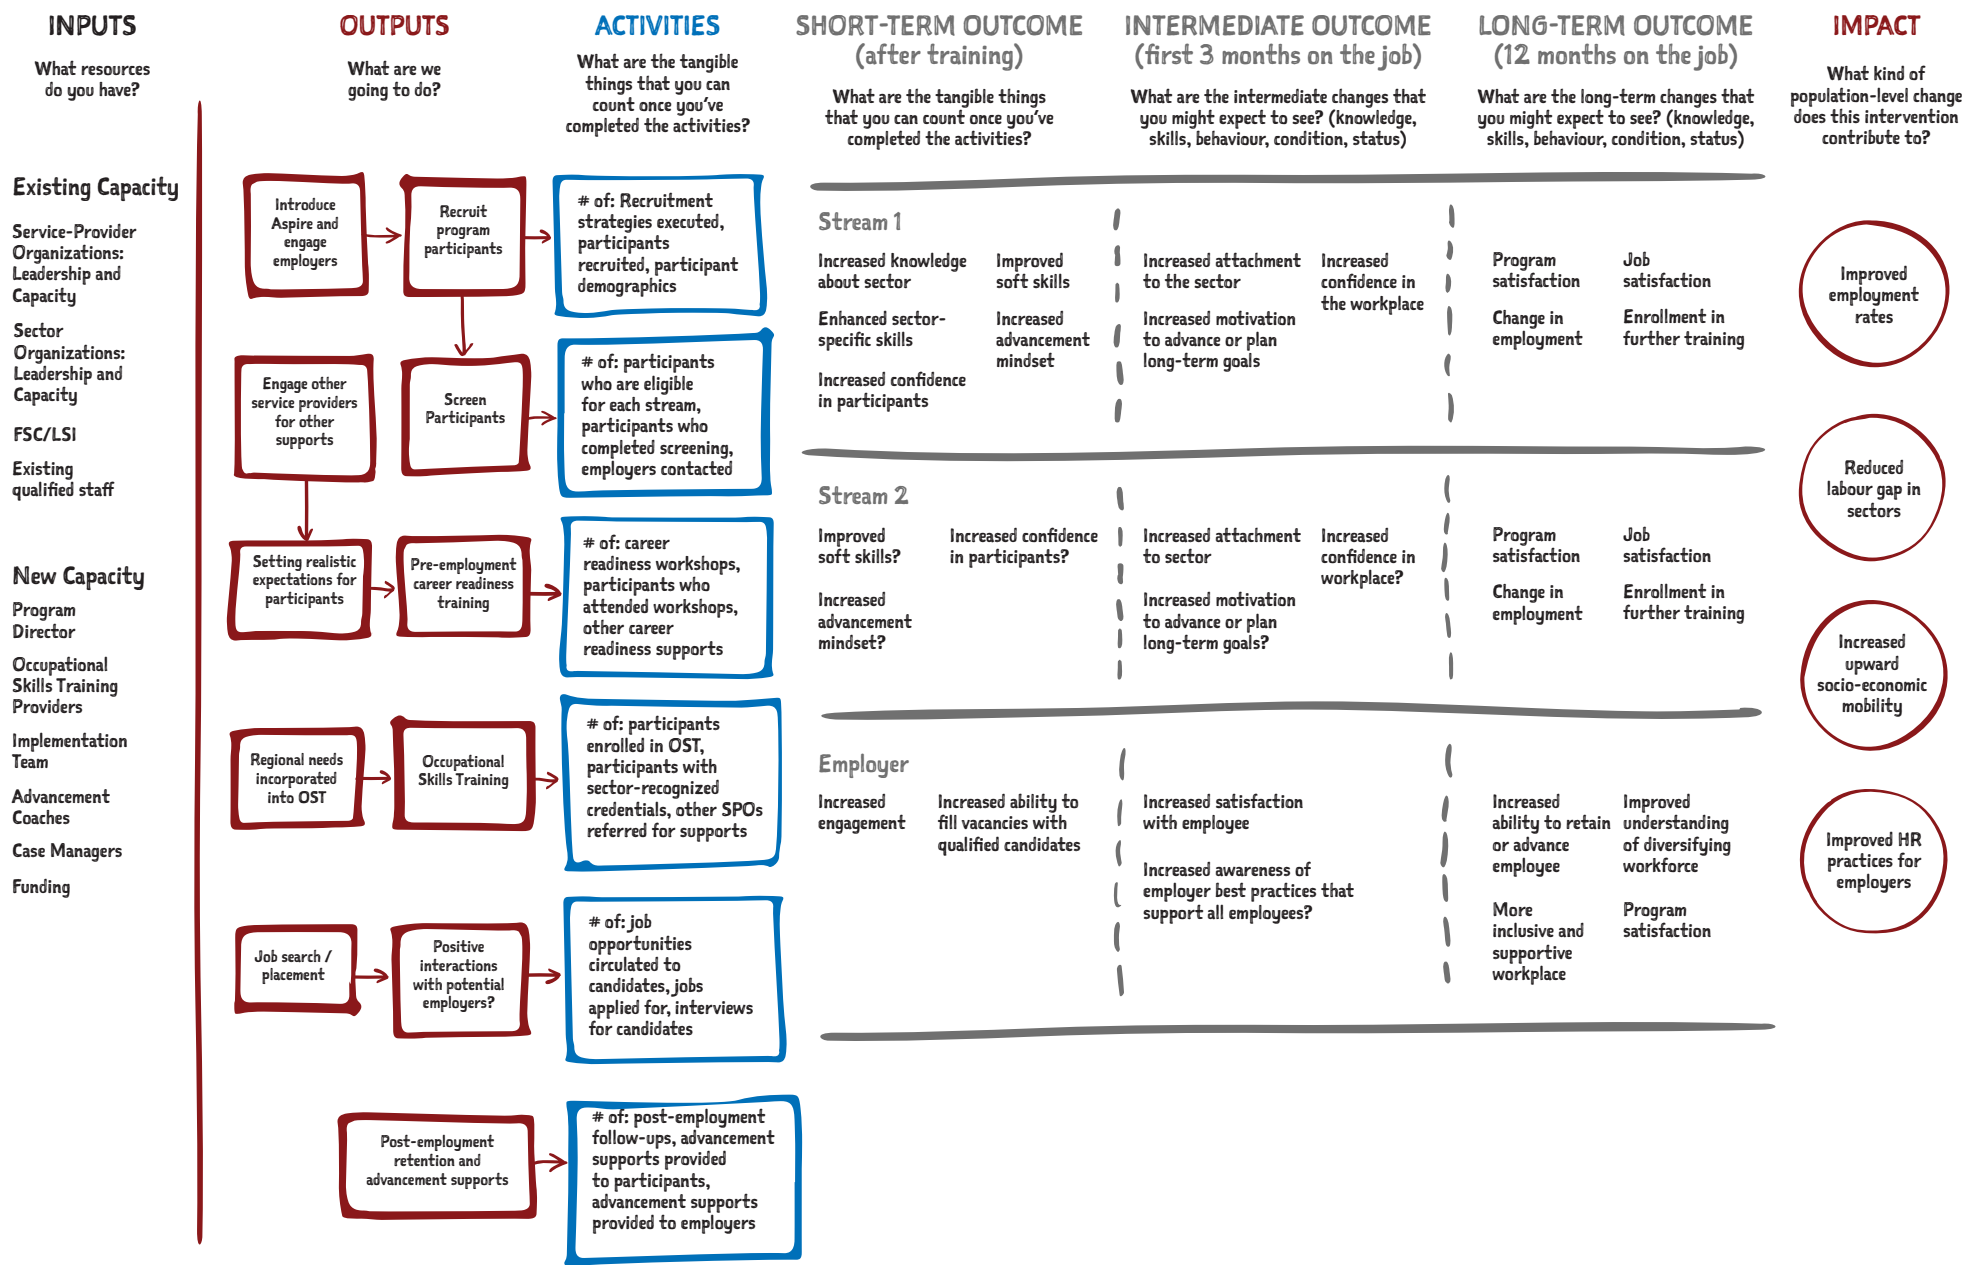 INPUTS
What resources
do you have?
Existing Capacity
Service-Provider
Organizations:
Leadership and
Capacity
Sector
Organizations:
Leadership and
Capacity
FSC/LSI
Existing
qualified staff
New Capacity
Program
Director
Occupational
Skills Training
Providers
Implementation
Team
Advancement
Coaches
Case Managers
Funding
OUTPUTS
What are we
going to do?
Introduce
Aspire and
engage
employers
Recruit
program
participants
Engage other
service providers
for other
supports
Screen
Participants
Setting realistic
expectations for
participants
Pre-employment
career readiness
training
Regional needs
incorporated
into OST
Occupational
Skills Training
Job search /
placement
Positive
interactions
with potential
employers?
Post-employment
retention and
advancement supports
ACTIVITIES
What are the tangible
things that you can
count once you've
completed the activities?
# of: Recruitment
strategies executed,
participants
recruited, participant
demographics
# of: participants
who are eligible
for each stream,
participants who
completed screening,
employers contacted
# of: career
readiness workshops,
participants who
attended workshops,
other career
readiness supports
# of: participants
enrolled in OST,
participants with
sector-recognized
credentials, other SPOs
referred for supports
# of: job
opportunities
circulated to
candidates, jobs
applied for, interviews
for candidates
# of: post-employment
follow-ups, advancement
supports provided
to participants,
advancement supports
provided to employers
SHORT-TERM OUTCOME
(after training)
What are the tangible things
that you can count once you've
completed the activities?
INTERMEDIATE OUTCOME
(first 3 months on the job)
What are the intermediate changes that
you might expect to see? (knowledge,
skills, behaviour, condition, status)
LONG-TERM OUTCOME
(12 months on the job)
What are the long-term changes that
you might expect to see? (knowledge,
skills, behaviour, condition, status)
Stream 1
Increased knowledge
about sector
Improved
soft skills
Enhanced sector-
specific skills
Increased
advancement
mindset
Increased confidence
in participants
Increased attachment
to the sector
Increased
confidence in
the workplace
Increased motivation
to advance or plan
long-term goals
Program
satisfaction
Job
satisfaction
Change in
employment
Enrollment in
further training
Stream 2
Improved
soft skills?
Increased confidence
in participants?
Increased
advancement
mindset?
Increased attachment
to sector
Increased
confidence in
workplace?
Increased motivation
to advance or plan
long-term goals?
Program
satisfaction
Job
satisfaction
Change in
employment
Enrollment in
further training
Employer
Increased
engagement
Increased ability to
fill vacancies with
qualified candidates
Increased satisfaction
with employee
Increased awareness of
employer best practices that
support all employees?
Increased
ability to retain
or advance
employee
Improved
understanding
of diversifying
workforce
More
inclusive and
supportive
workplace
Program
satisfaction
IMPACT
What kind of
population-level change
does this intervention
contribute to?
Improved
employment
rates
Reduced
labour gap in
sectors
Increased
upward
socio-economic
mobility
Improved HR
practices for
employers